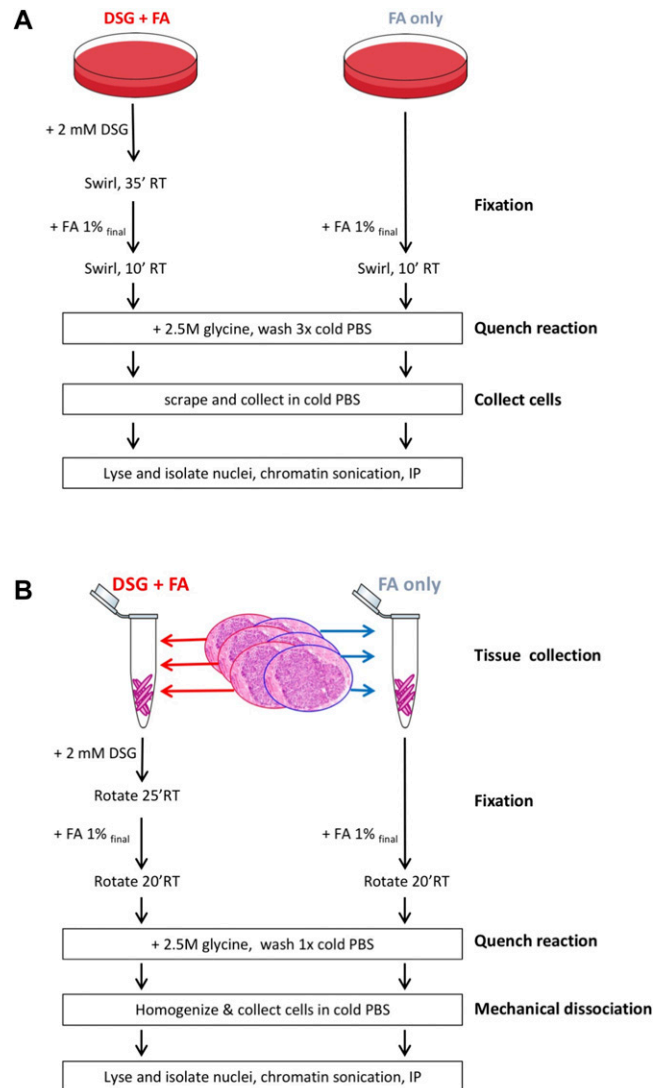 A
DSG + FA
FA only
+ 2 mM DSG
Swirl, 35’ RT
+ FA 1% final
+ FA 1% final
Fixation
Swirl, 10’ RT
Swirl, 10’ RT
+ 2.5M glycine, wash 3x cold PBS
Quench reaction
scrape and collect in cold PBS
Collect cells
Lyse and isolate nuclei, chromatin sonication, IP
B
DSG + FA
FA only
Tissue collection
+ 2 mM DSG
Rotate 25’RT
Fixation
+ FA 1% final
+ FA 1% final
Rotate 20’RT
Rotate 20’RT
+ 2.5M glycine, wash 1x cold PBS
Quench reaction
Homogenize & collect cells in cold PBS
Mechanical dissociation
Lyse and isolate nuclei, chromatin sonication, IP